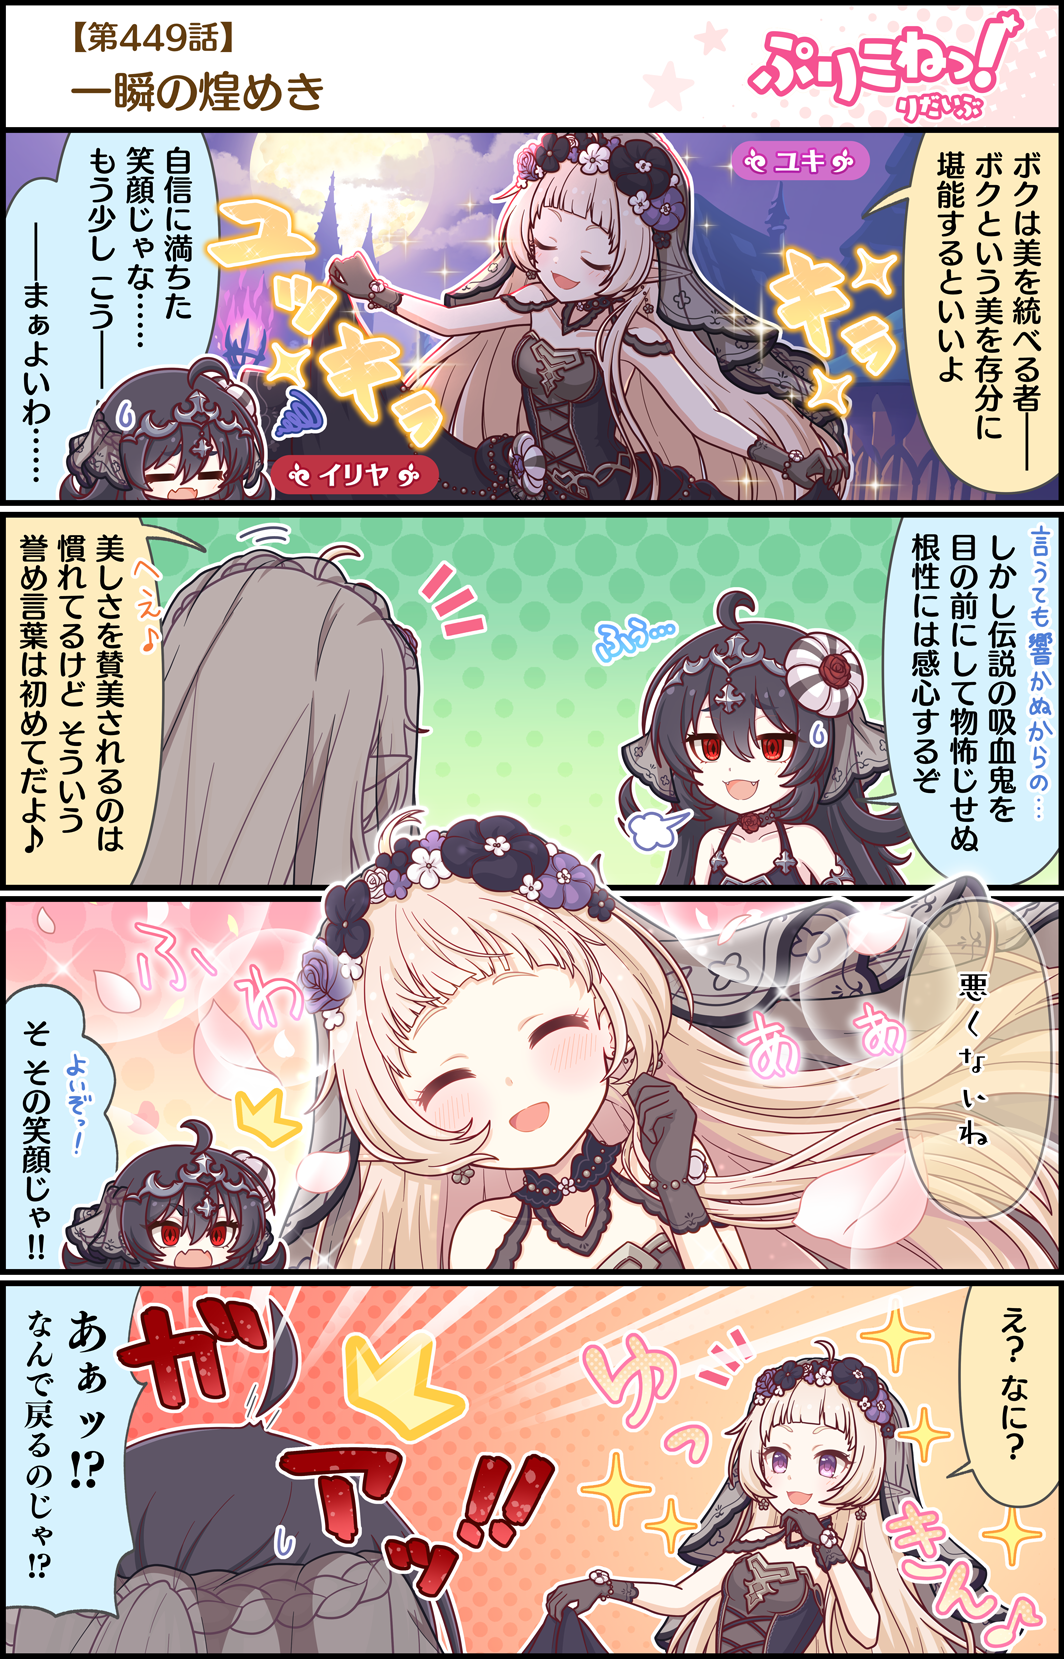 【第449話】
一瞬の煌めき
ぷりこねっ!
りだいぶ
ボクは美を統べる者――
ボクという美を存分に
堪能するといいよ
ユキ
キラ
ユッキラ
自信に満ちた
笑顔じゃな……
もう少し こう――
――まぁよいわ……
イリヤ
言うても響かぬからの…
しかし伝説の吸血鬼を
目の前にして物怖じせぬ
根性には感心するぞ
ふぅ…
美しさを賛美されるのは
慣れてるけど そういう
誉め言葉は初めてだよ♪
へぇ♪
悪くないね
ふわぁぁ
よいぞっ!
そ その笑顔じゃ!!
え? なに?
ゆっきん♪
ガアッ!!
あぁッ!?
なんで戻るのじゃ!?